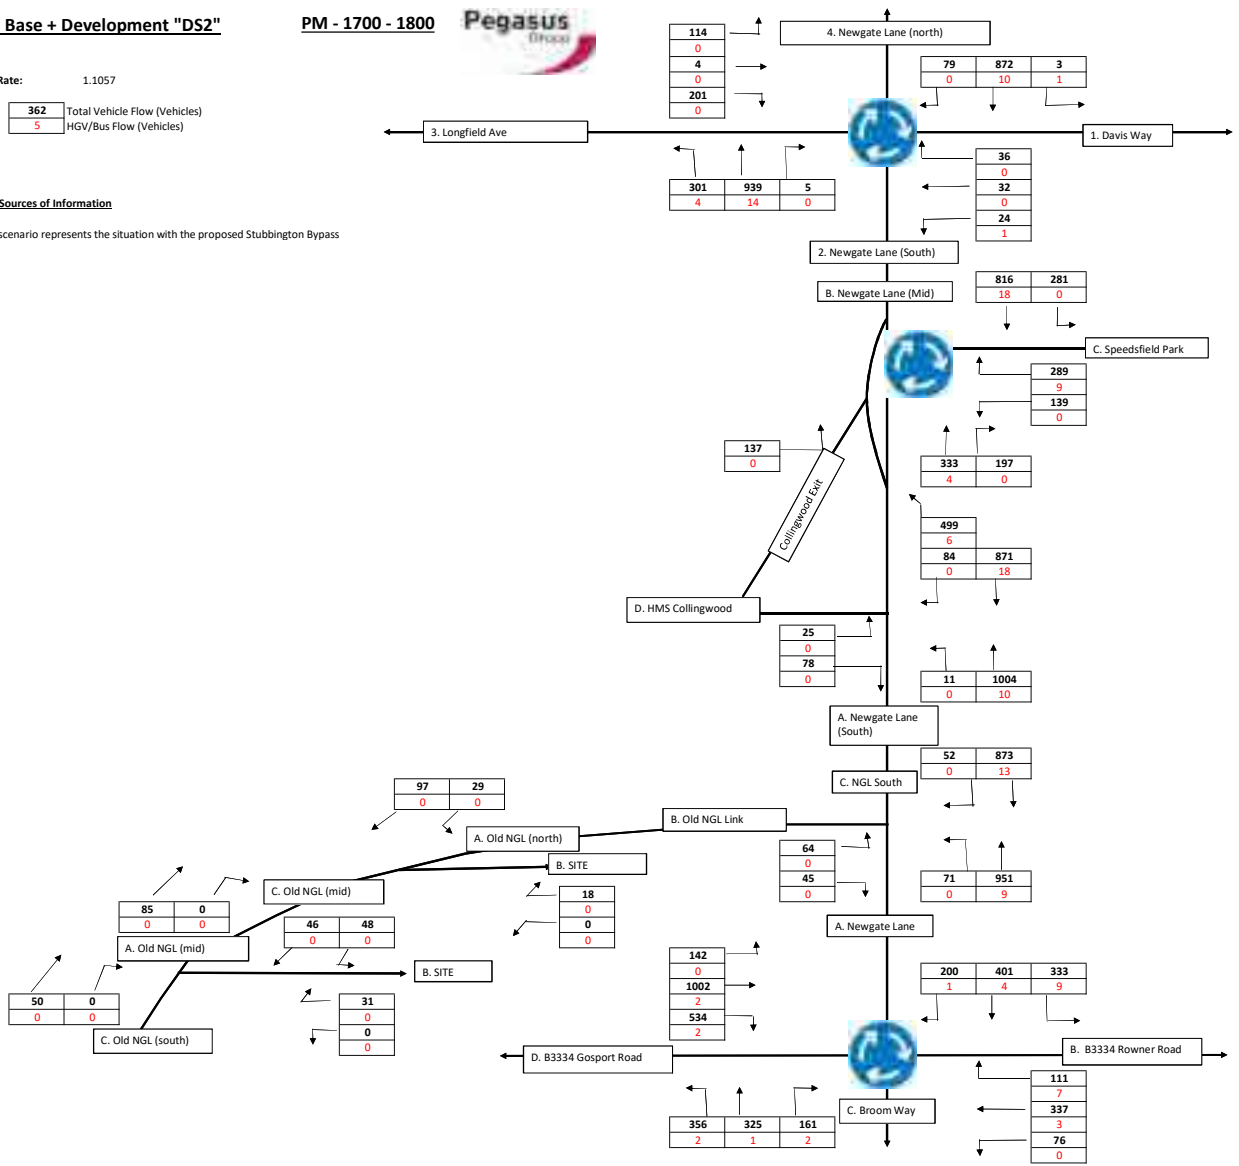 Base + Development "DS2"
PM - 1700 - 1800
Pegasus
Group
Rate: 1.1057
362 Total Vehicle Flow (Vehicles)
5 HGV/Bus Flow (Vehicles)
Sources of Information
scenario represents the situation with the proposed Stubbington Bypass
4. Newgate Lane (north)
114
0
4
0
201
0
79 872 3
0 10 1
3. Longfield Ave
1. Davis Way
301 939 5
4 14 0
36
0
32
0
24
1
2. Newgate Lane (South)
B. Newgate Lane (Mid)
816 281
18 0
C. Speedsfield Park
289
9
139
0
137
0
333 197
4 0
Collingwood Exit
499
6
84 871
0 18
D. HMS Collingwood
25
0
78
0
11 1004
0 10
A. Newgate Lane
(South)
52 873
0 13
C. NGL South
97 29
0 0
B. Old NGL Link
A. Old NGL (north)
64
0
45
0
71 951
0 9
B. SITE
C. Old NGL (mid)
18
0
0
0
85 0
0 0
46 48
0 0
A. Newgate Lane
A. Old NGL (mid)
B. SITE
142
0
1002
2
534
2
200 401 333
1 4 9
50 0
0 0
31
0
0
0
C. Old NGL (south)
D. B3334 Gosport Road
B. B3334 Rowner Road
C. Broom Way
356 325 161
2 1 2
111
7
337
3
76
0